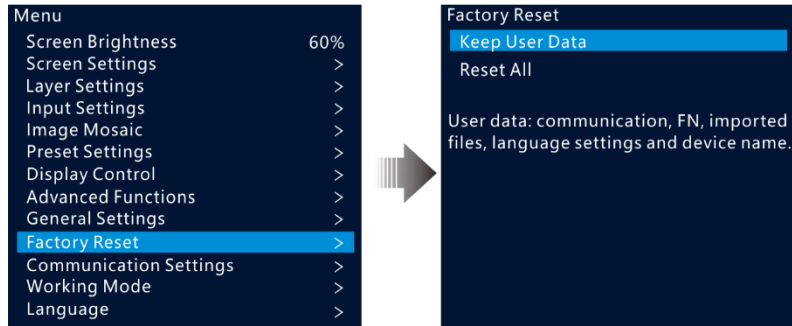 Menu
Screen Brightness 60%
Screen Settings >
Layer Settings >
Input Settings >
Image Mosaic >
Preset Settings >
Display Control >
Advanced Functions >
General Settings >
Factory Reset >
Communication Settings >
Working Mode >
Language >
Factory Reset
Keep User Data
Reset All
User data: communication, FN, imported
files, language settings and device name.